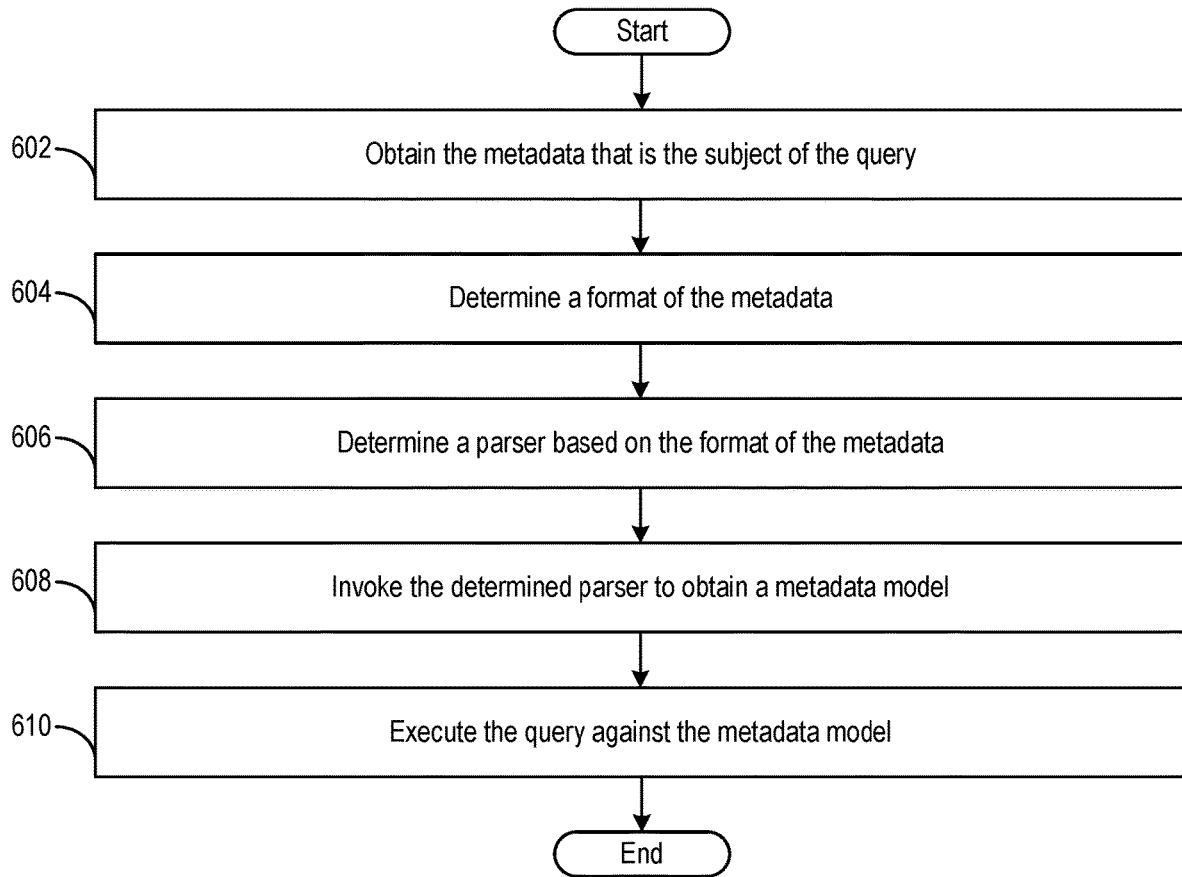 Start
602
Obtain the metadata that is the subject of the query
604
Determine a format of the metadata
606
Determine a parser based on the format of the metadata
608
Invoke the determined parser to obtain a metadata model
610
Execute the query against the metadata model
End